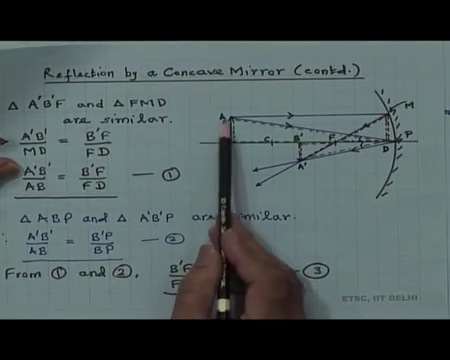 Reflection by a Concave Mirror (contd.)
Δ A'B'F and Δ FMD
are similar.
A'B'/MD = B'F/FD
A'B'/AB = B'F/FD — ①
Δ ABP and Δ A'B'P are similar.
A'B'/AB = B'P/BP — ②
From ① and ②, B'F — ③
A
C
B'
F
D
P
M
A'
ETSC, IIT DELHI